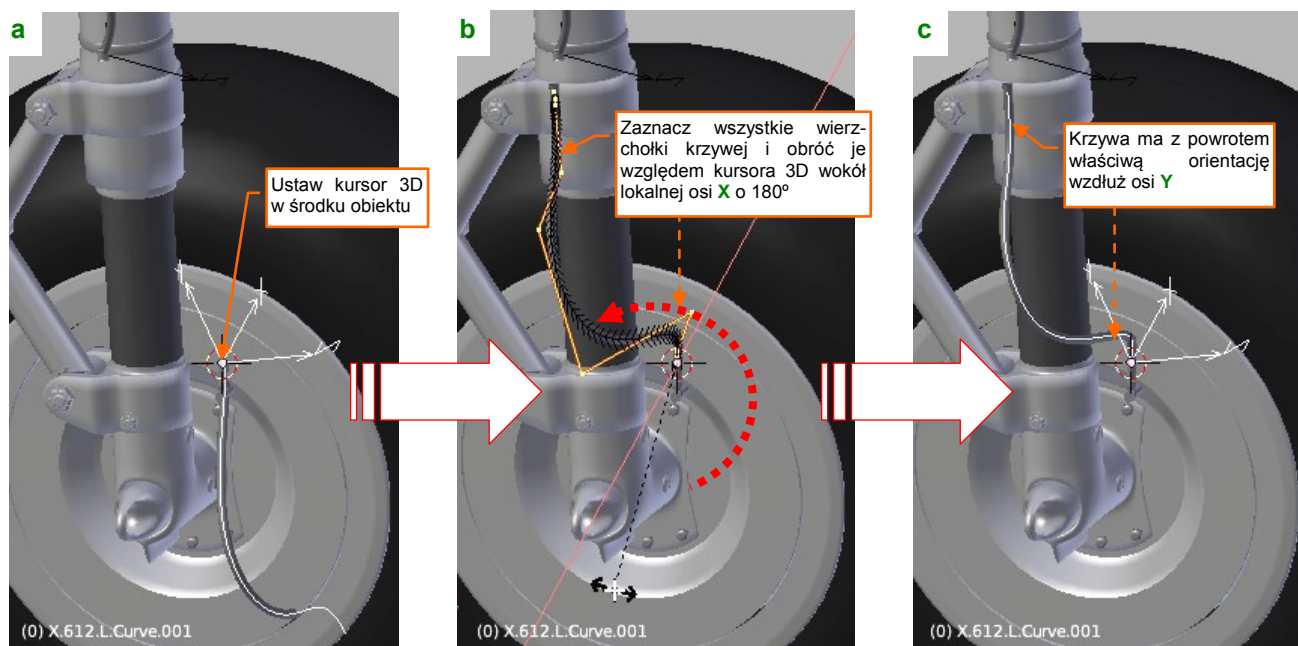 a
b
c
Ustaw kursor 3D
w środku obiektu
Zaznacz wszystkie wierz-
chołki krzywej i obróć je
względem kursora 3D wokół
lokalnej osi X o 180º
Krzywa ma z powrotem
właściwą orientację
wzdłuż osi Y
(0) X.612.L.Curve.001
(0) X.612.L.Curve.001
(0) X.612.L.Curve.001